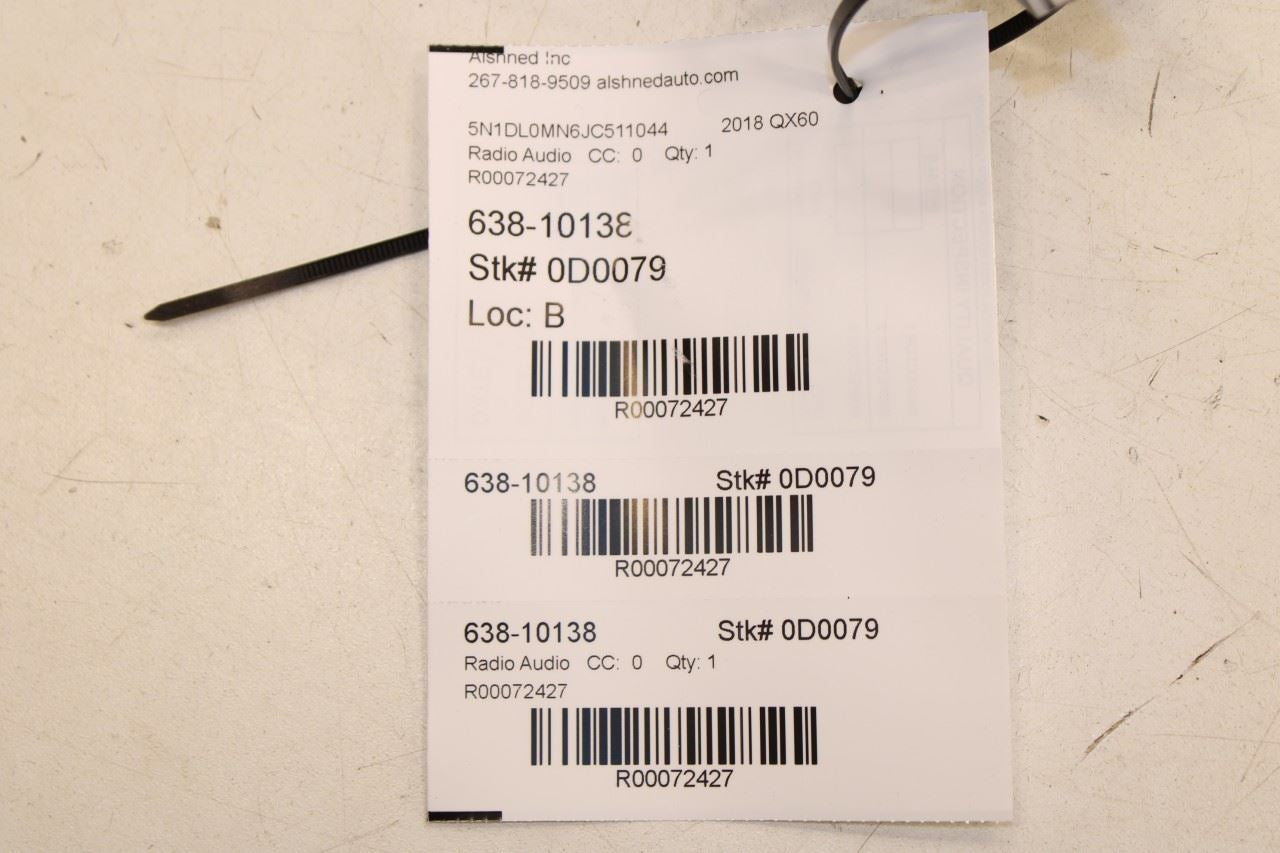 Alshned Inc
267-818-9509 alshnedauto.com
5N1DL0MN6JC511044 2018 QX60
Radio Audio CC: 0 Qty: 1
R00072427
638-10138
Stk# 0D0079
Loc: B
R00072427
638-10138 Stk# 0D0079
R00072427
638-10138 Stk# 0D0079
Radio Audio CC: 0 Qty: 1
R00072427
R00072427